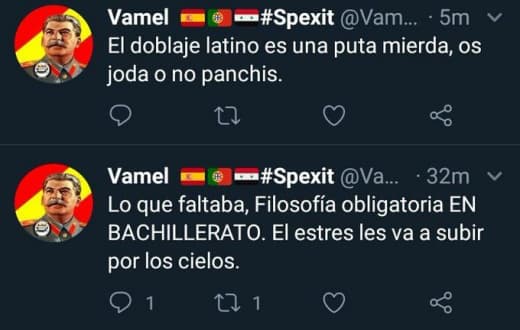 Vamel 🇪🇸🇵🇹🇸🇾#Spexit @Vam... · 5m
El doblaje latino es una puta mierda, os
joda o no panchis.
Vamel 🇪🇸🇵🇹🇸🇾#Spexit @Va... · 32m
Lo que faltaba, Filosofía obligatoria EN
BACHILLERATO. El estres les va a subir
por los cielos.
1 1